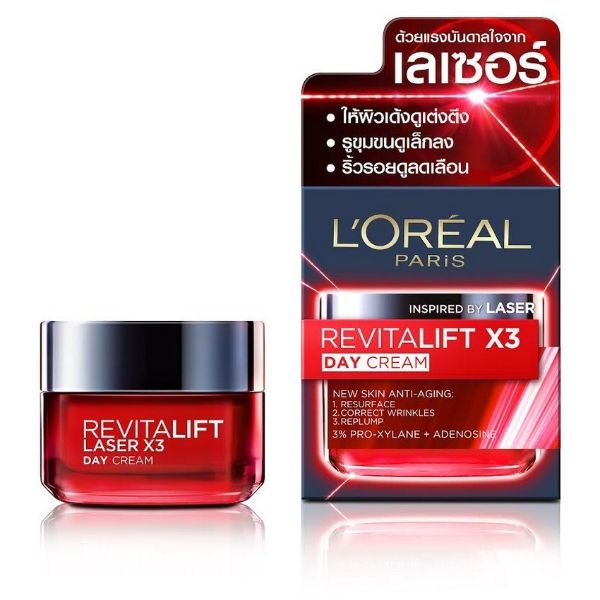 ด้วยแรงบันดาลใจจาก
เลเซอร์
• ให้ผิวเด้งดูเต่งตึง
• รูขุมขนดูเล็กลง
• ริ้วรอยดูลดเลือน
L'ORÉAL
PARIS
INSPIRED BY LASER
REVITALIFT X3
DAY CREAM
NEW SKIN ANTI-AGING:
1. RESURFACE
2.CORRECT WRINKLES
3.REPLUMP
3% PRO-XYLANE + ADENOSINE
REVITALIFT
LASER X3
DAY CREAM